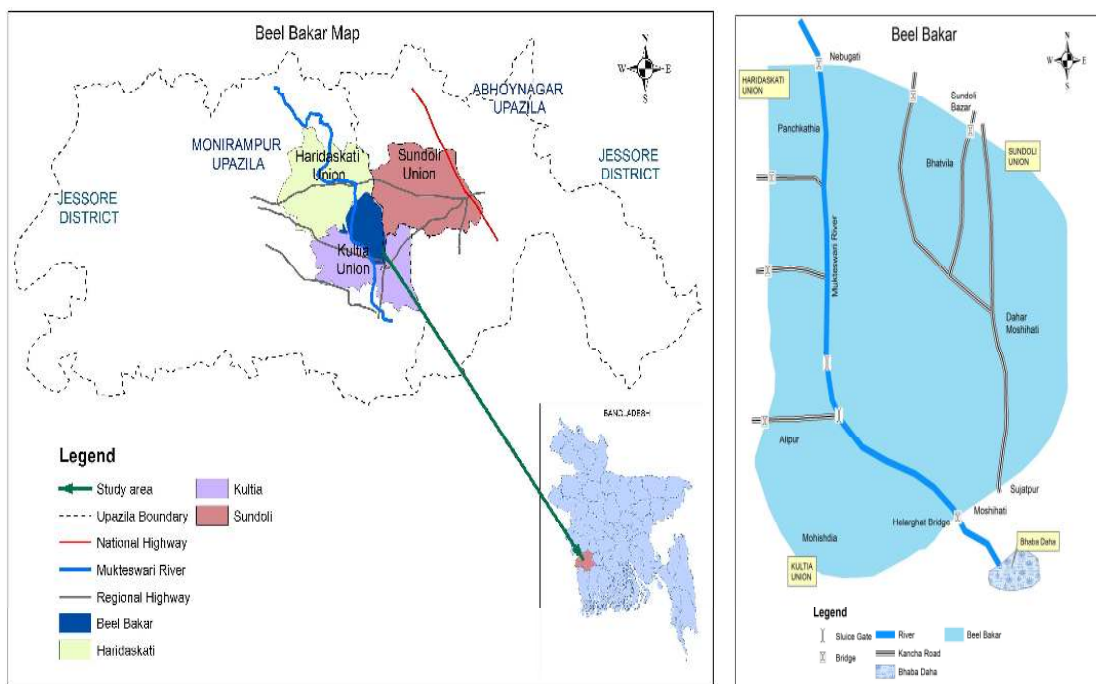 Beel Bakar Map
N
W E
S
ABHOYNAGAR
UPAZILA
MONIRAMPUR
UPAZILA
Haridaskati
Union
Sundoli
Union
JESSORE
DISTRICT
JESSORE
DISTRICT
Kultia
Union
BANGLADESH
Legend
Study area
Kultia
Upazila Boundary
Sundoli
National Highway
Mukteswari River
Regional Highway
Beel Bakar
Haridaskati
Beel Bakar
N
W E
S
Nebugati
HARIDASKATI
UNION
Sundoli
Bazar
Panchkathia
SUNDOLI
UNION
Bhatvila
Mukteswari River
Dahar
Moshihati
Alipur
Sujatpur
Moshihati
Helarghat Bridge
Mohishdia
Bhaba Daha
KULTIA
UNION
Legend
Sluice Gate
River
Beel Bakar
Bridge
Kancha Road
Bhaba Daha